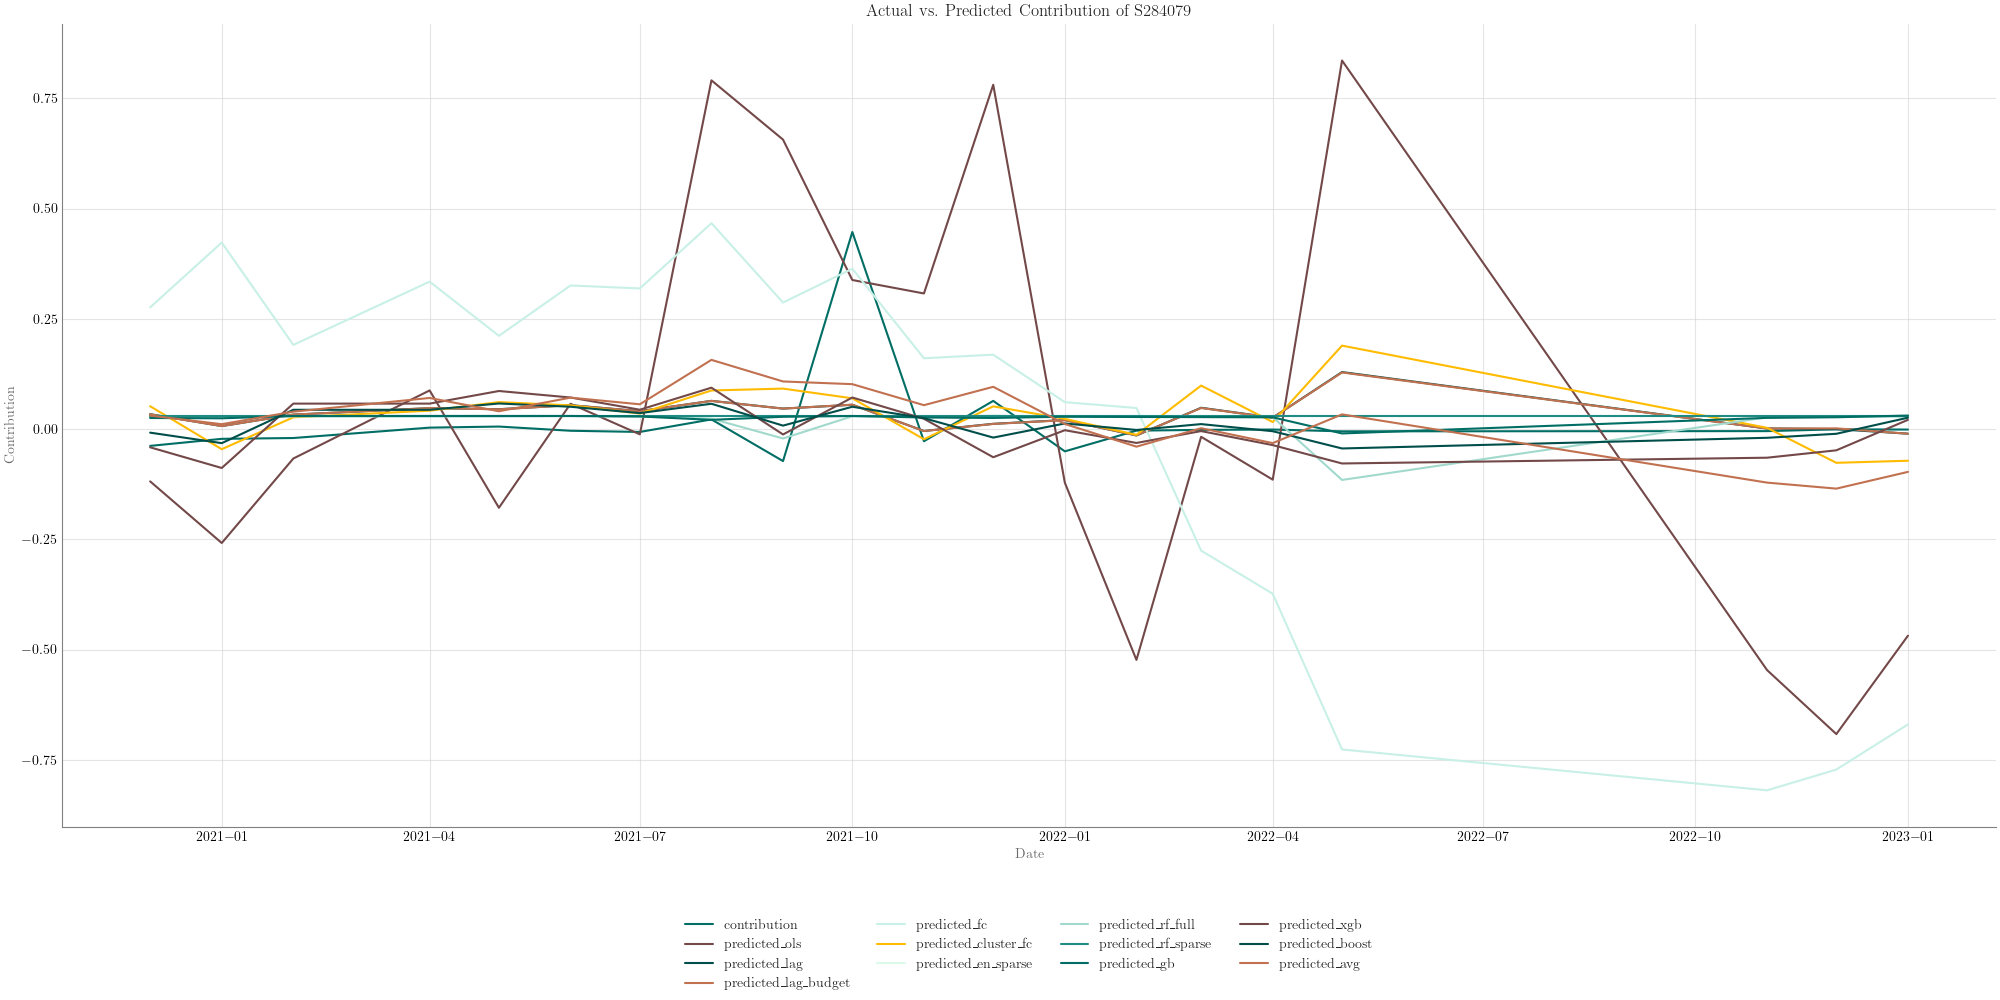 Actual vs. Predicted Contribution of S284079
Contribution
0.75
0.50
0.25
0.00
−0.25
−0.50
−0.75
2021−01 2021−04 2021−07 2021−10 2022−01 2022−04 2022−07 2022−10 2023−01
Date
contribution predicted_fc predicted_rf_full predicted_xgb
predicted_ols predicted_cluster_fc predicted_rf_sparse predicted_boost
predicted_lag predicted_en_sparse predicted_gb predicted_avg
predicted_lag_budget